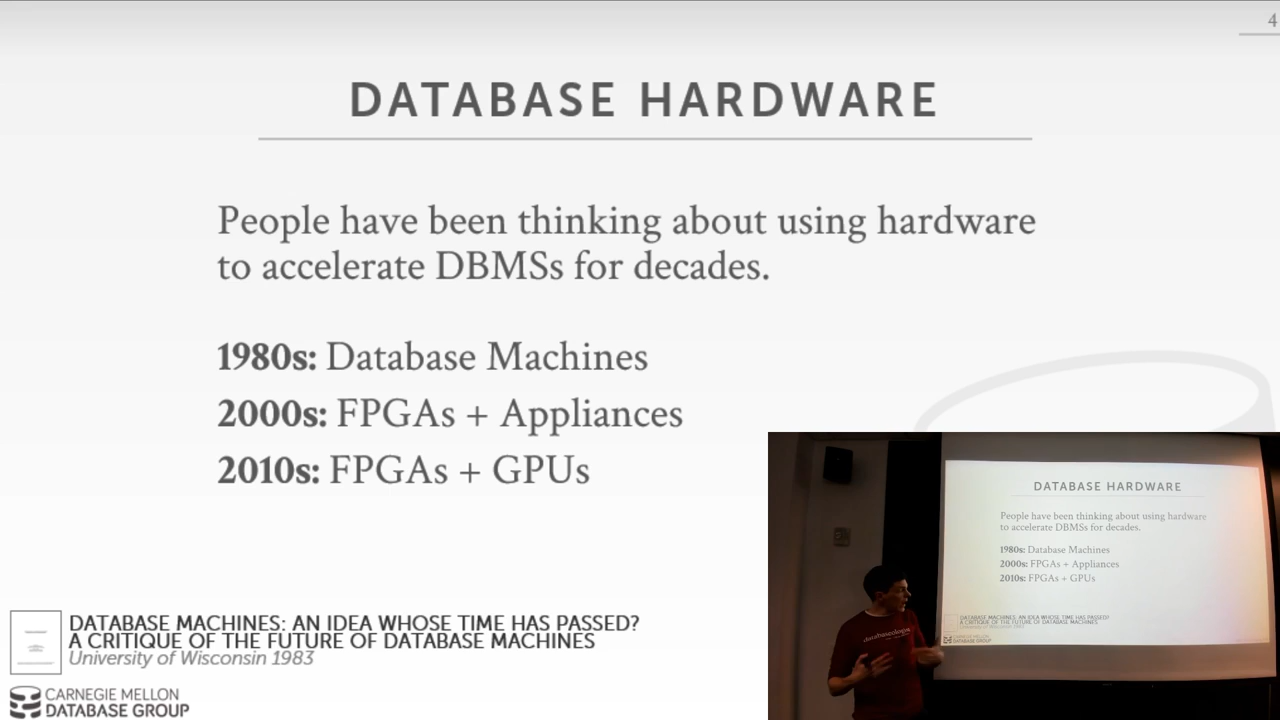 4
DATABASE HARDWARE
People have been thinking about using hardware
to accelerate DBMSs for decades.
1980s: Database Machines
2000s: FPGAs + Appliances
2010s: FPGAs + GPUs
DATABASE MACHINES: AN IDEA WHOSE TIME HAS PASSED?
A CRITIQUE OF THE FUTURE OF DATABASE MACHINES
University of Wisconsin 1983
CARNEGIE MELLON
DATABASE GROUP
DATABASE HARDWARE
People have been thinking about using hardware
to accelerate DBMSs for decades.
1980s: Database Machines
2000s: FPGAs + Appliances
2010s: FPGAs + GPUs
DATABASE MACHINES: AN IDEA WHOSE TIME HAS PASSED?
A CRITIQUE OF THE FUTURE OF DATABASE MACHINES
University of Wisconsin 1983
CARNEGIE MELLON
DATABASE GROUP